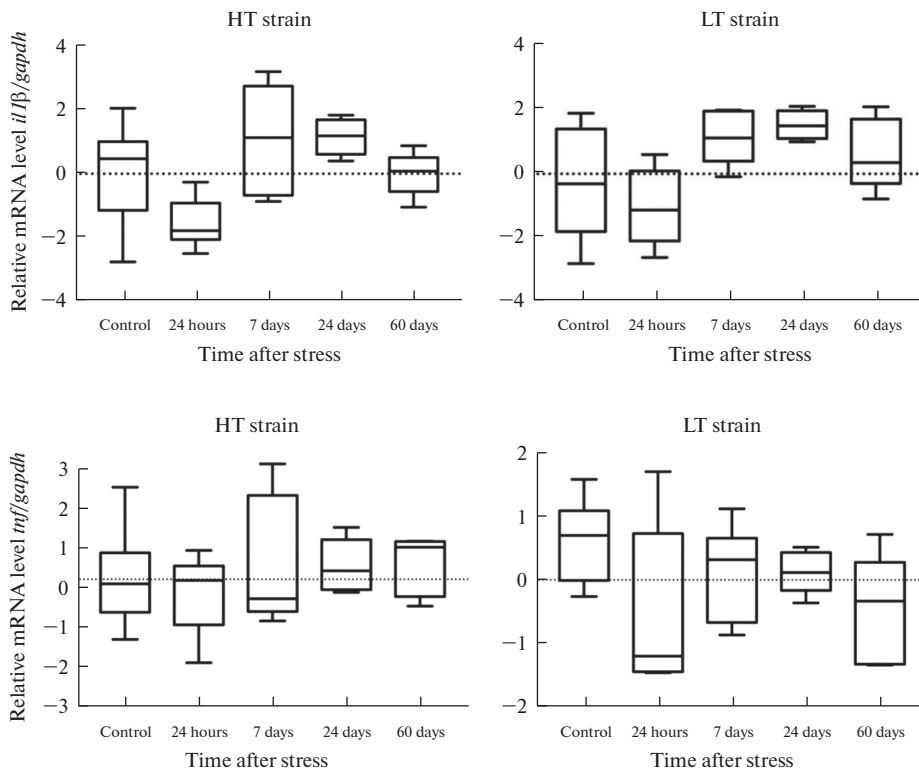 HT strain
LT strain
Relative mRNA level il1β/gapdh
4
2
0
−2
−4
4
2
0
−2
−4
Control 24 hours 7 days 24 days 60 days
Control 24 hours 7 days 24 days 60 days
Time after stress
Time after stress
HT strain
LT strain
Relative mRNA level tnf/gapdh
3
2
1
0
−1
−2
−3
2
1
0
−1
−2
Control 24 hours 7 days 24 days 60 days
Control 24 hours 7 days 24 days 60 days
Time after stress
Time after stress